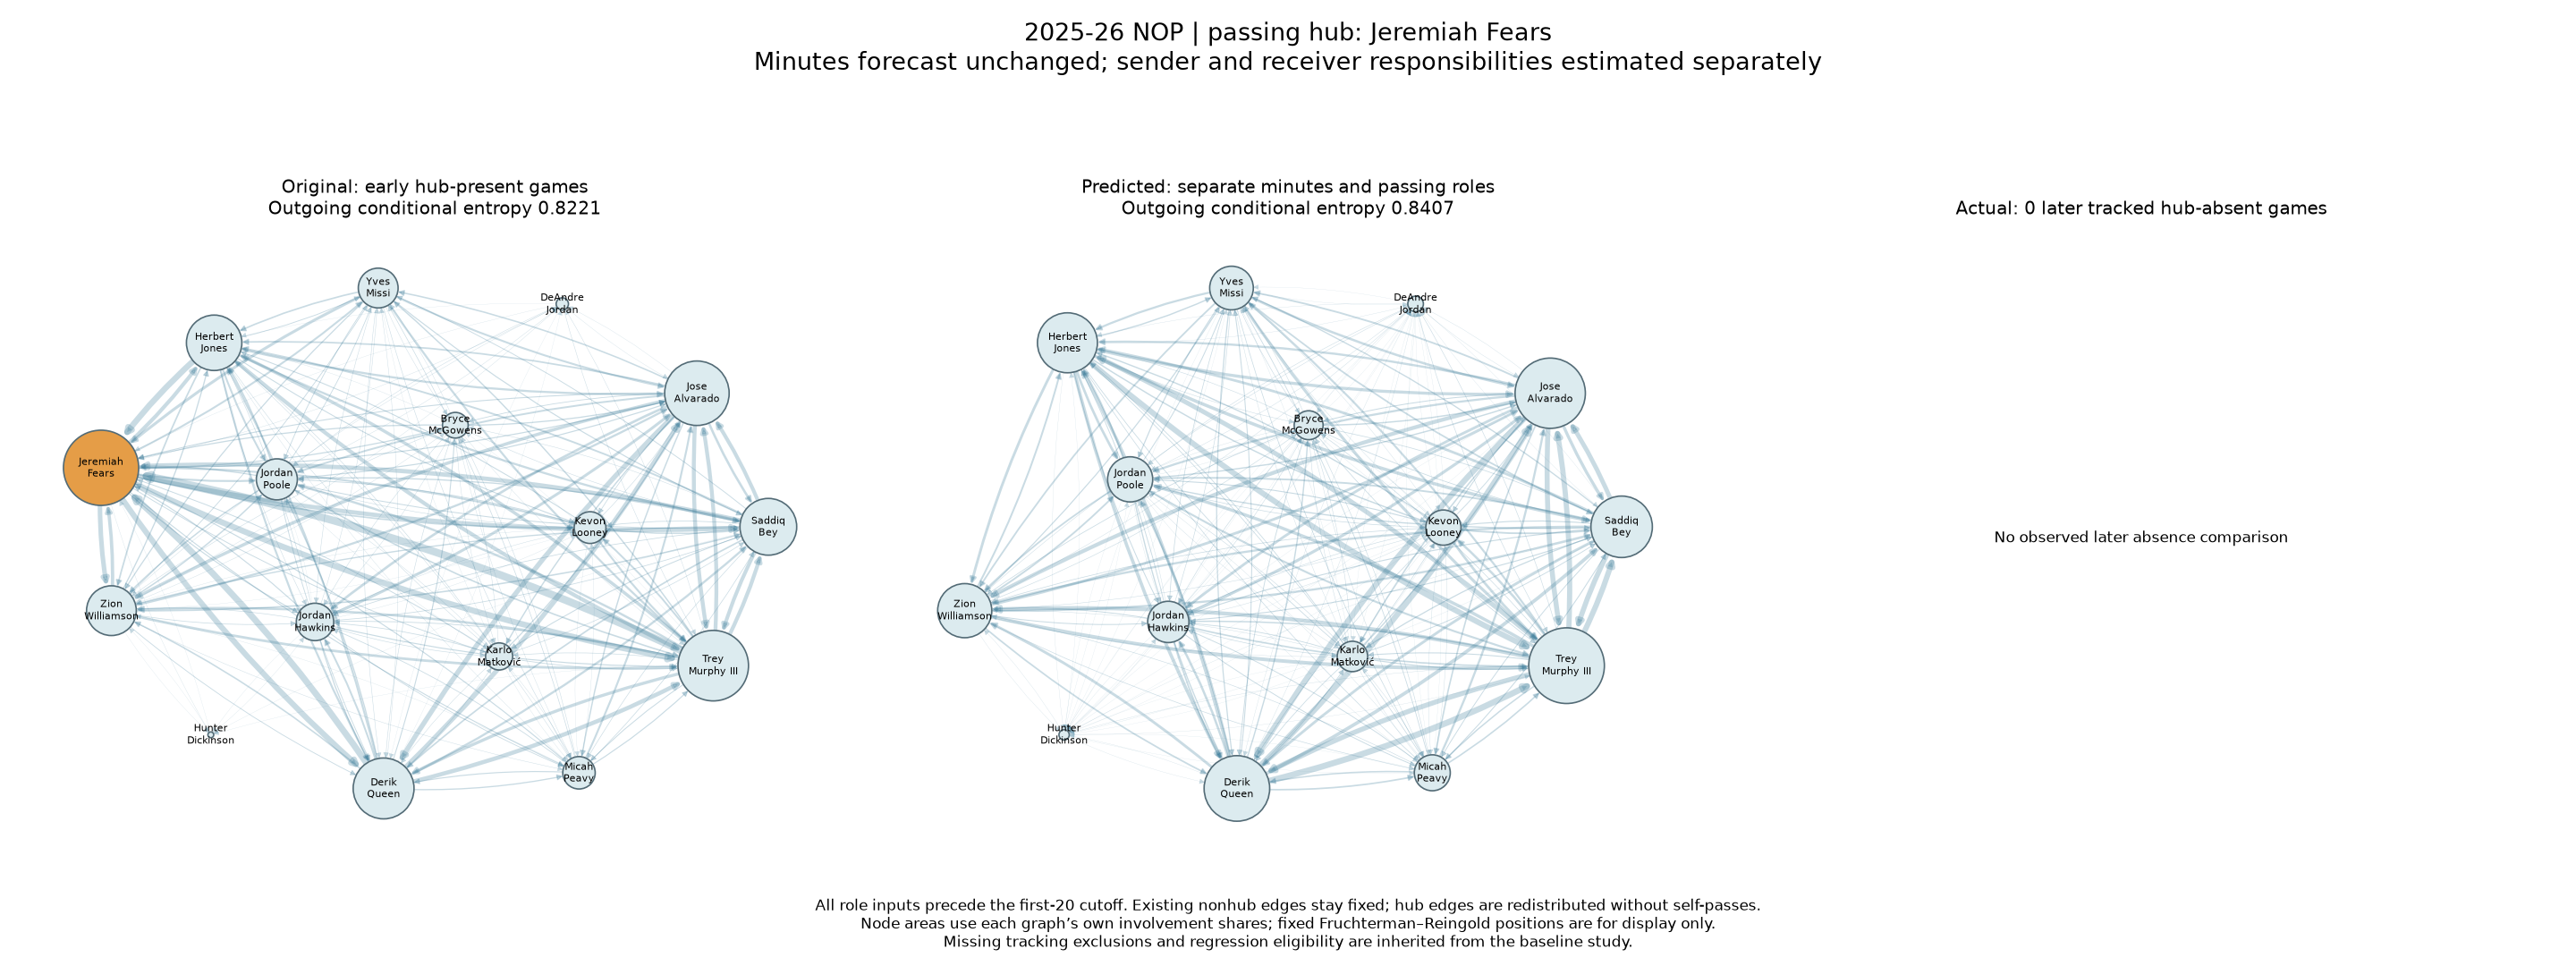 2025-26 NOP | passing hub: Jeremiah Fears
Minutes forecast unchanged; sender and receiver responsibilities estimated separately
Original: early hub-present games
Outgoing conditional entropy 0.8221
Yves
Missi
DeAndre
Jordan
Herbert
Jones
Jose
Alvarado
Bryce
McGowens
Jeremiah
Fears
Jordan
Poole
Kevon
Looney
Saddiq
Bey
Zion
Williamson
Jordan
Hawkins
Karlo
Matković
Trey
Murphy III
Hunter
Dickinson
Derik
Queen
Micah
Peavy
Predicted: separate minutes and passing roles
Outgoing conditional entropy 0.8407
Yves
Missi
DeAndre
Jordan
Herbert
Jones
Jose
Alvarado
Bryce
McGowens
Jordan
Poole
Kevon
Looney
Saddiq
Bey
Zion
Williamson
Jordan
Hawkins
Karlo
Matković
Trey
Murphy III
Hunter
Dickinson
Derik
Queen
Micah
Peavy
Actual: 0 later tracked hub-absent games
No observed later absence comparison
All role inputs precede the first-20 cutoff. Existing nonhub edges stay fixed; hub edges are redistributed without self-passes.
Node areas use each graph’s own involvement shares; fixed Fruchterman–Reingold positions are for display only.
Missing tracking exclusions and regression eligibility are inherited from the baseline study.